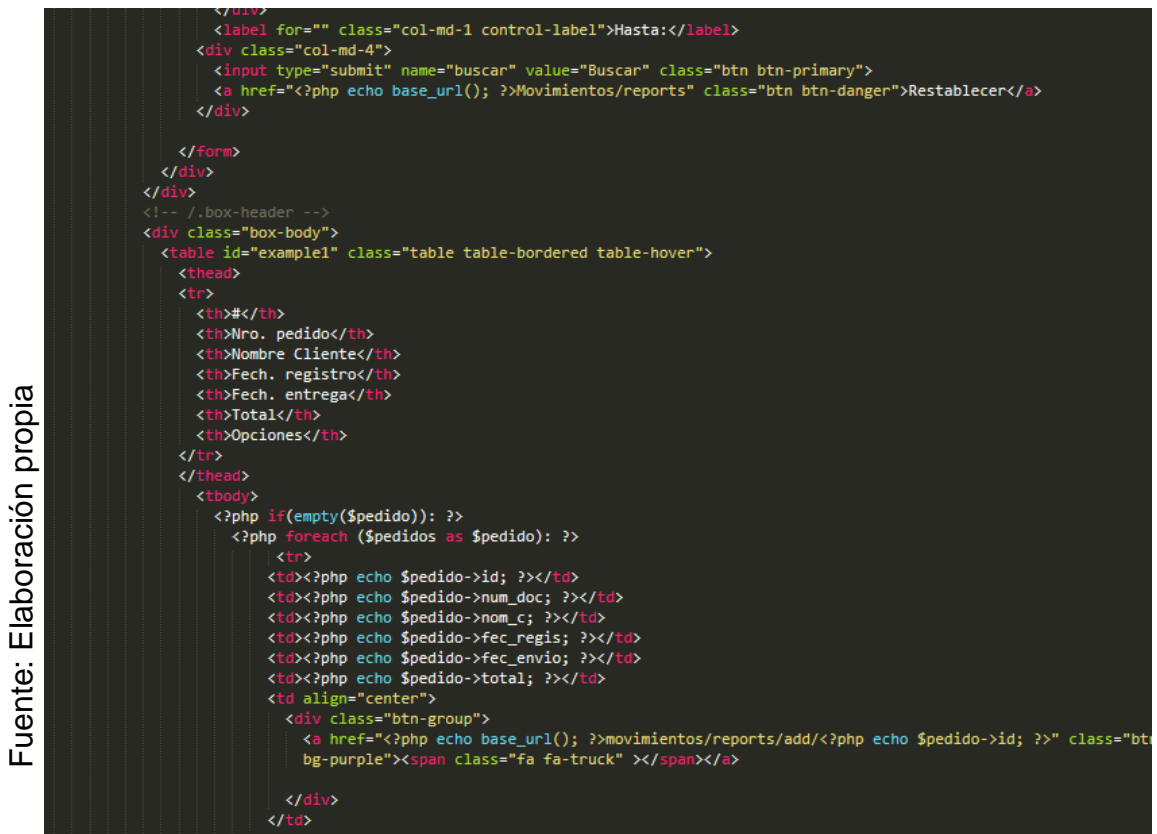 </div>
<label for="" class="col-md-1 control-label">Hasta:</label>
<div class="col-md-4">
<input type="submit" name="buscar" value="Buscar" class="btn btn-primary">
<a href="<?php echo base_url(); ?>Movimientos/reports" class="btn btn-danger">Restablecer</a>
</div>
</form>
</div>
</div>
<!-- /.box-header -->
<div class="box-body">
<table id="example1" class="table table-bordered table-hover">
<thead>
<tr>
<th>#</th>
<th>Nro. pedido</th>
<th>Nombre Cliente</th>
<th>Fech. registro</th>
<th>Fech. entrega</th>
<th>Total</th>
<th>Opciones</th>
</tr>
</thead>
<tbody>
<?php if(empty($pedido)): ?>
<?php foreach ($pedidos as $pedido): ?>
<tr>
<td><?php echo $pedido->id; ?></td>
<td><?php echo $pedido->num_doc; ?></td>
<td><?php echo $pedido->nom_c; ?></td>
<td><?php echo $pedido->fec_regis; ?></td>
<td><?php echo $pedido->fec_envio; ?></td>
<td><?php echo $pedido->total; ?></td>
<td align="center">
<div class="btn-group">
<a href="<?php echo base_url(); ?>movimientos/reports/add/<?php echo $pedido->id; ?>" class="btn
bg-purple"><span class="fa fa-truck" ></span></a>
</div>
</td>
Fuente: Elaboración propia